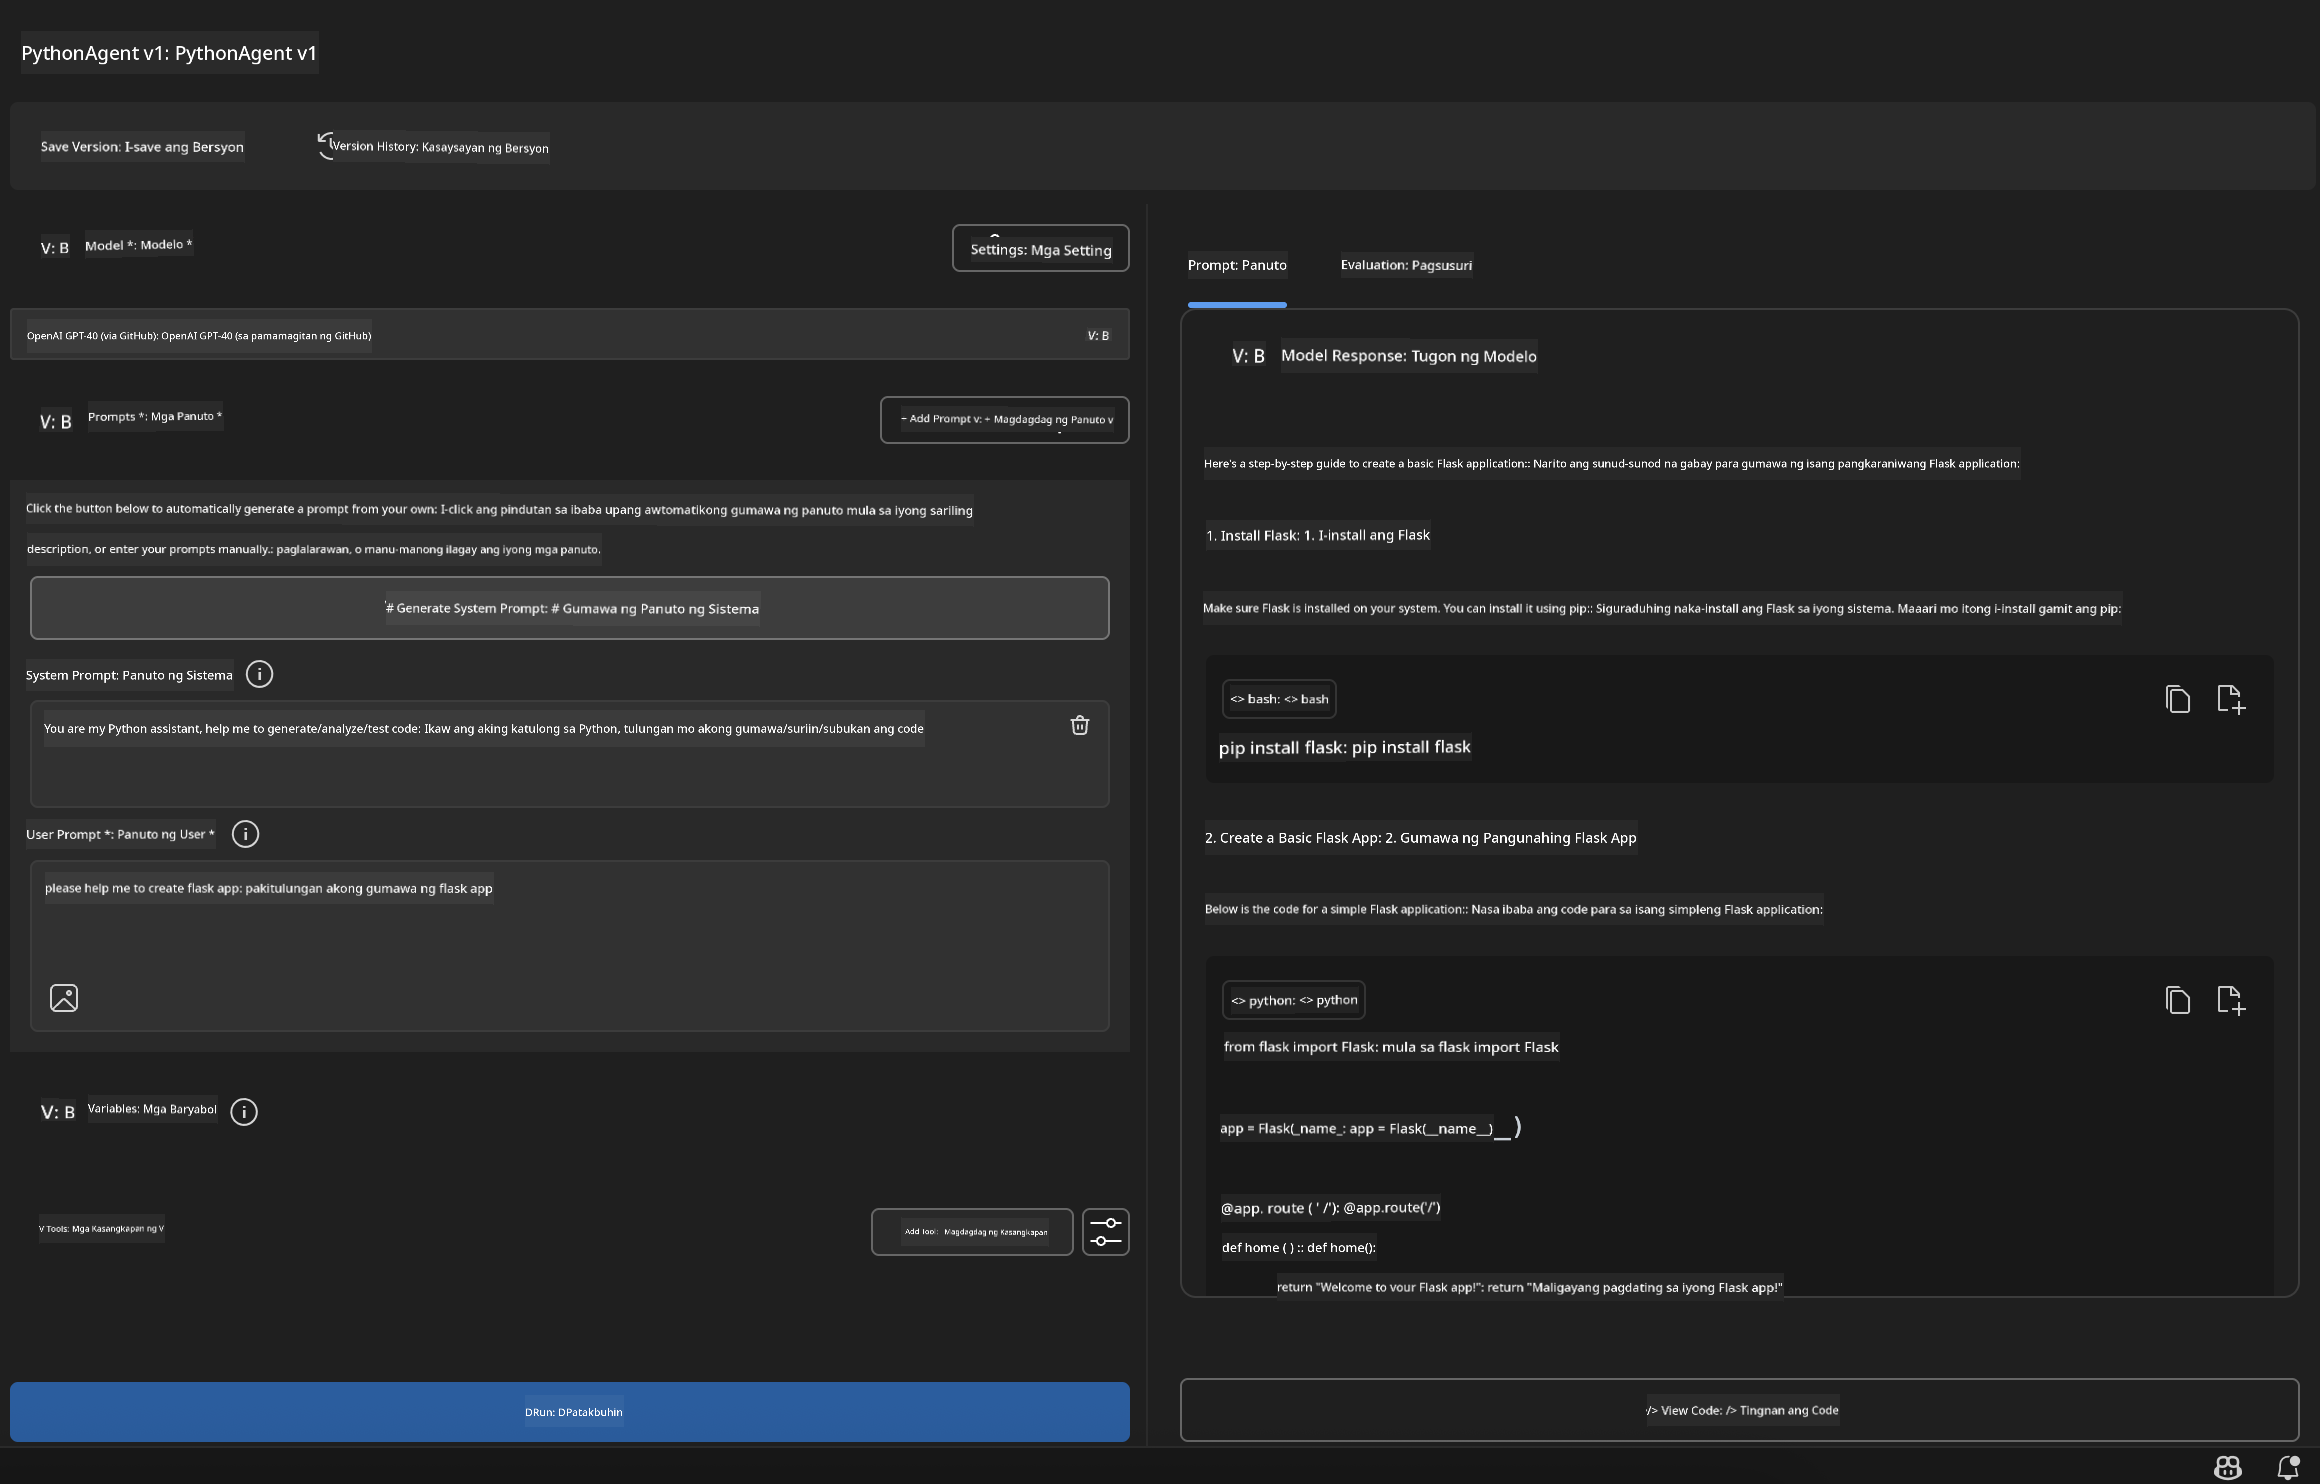 PythonAgent v1: PythonAgent v1
Save Version: I-save ang Bersyon
Version History: Kasaysayan ng Bersyon
V: B Model *: Modelo *
Settings: Mga Setting
OpenAI GPT-40 (via GitHub): OpenAI GPT-40 (sa pamamagitan ng GitHub)
V: B
V: B Prompts *: Mga Panuto *
+ Add Prompt v: + Magdagdag ng Panuto v
Click the button below to automatically generate a prompt from your own: I-click ang pindutan sa ibaba upang awtomatikong gumawa ng panuto mula sa iyong sariling
description, or enter your prompts manually.: paglalarawan, o manu-manong ilagay ang iyong mga panuto.
# Generate System Prompt: # Gumawa ng Panuto ng Sistema
System Prompt: Panuto ng Sistema
You are my Python assistant, help me to generate/analyze/test code: Ikaw ang aking katulong sa Python, tulungan mo akong gumawa/suriin/subukan ang code
User Prompt *: Panuto ng User *
please help me to create flask app: pakitulungan akong gumawa ng flask app
V: B Variables: Mga Baryabol
V Tools: Mga Kasangkapan ng V
Add Tool: Magdagdag ng Kasangkapan
DRun: DPatakbuhin
Prompt: Panuto
Evaluation: Pagsusuri
V: B Model Response: Tugon ng Modelo
Here's a step-by-step guide to create a basic Flask application:: Narito ang sunud-sunod na gabay para gumawa ng isang pangkaraniwang Flask application:
1. Install Flask: 1. I-install ang Flask
Make sure Flask is installed on your system. You can install it using pip:: Siguraduhing naka-install ang Flask sa iyong sistema. Maaari mo itong i-install gamit ang pip:
<> bash: <> bash
pip install flask: pip install flask
2. Create a Basic Flask App: 2. Gumawa ng Pangunahing Flask App
Below is the code for a simple Flask application:: Nasa ibaba ang code para sa isang simpleng Flask application:
<> python: <> python
from flask import Flask: mula sa flask import Flask
app = Flask(_name_: app = Flask(__name__)_)
@app. route ( ' /'): @app.route('/')
def home ( ) :: def home():
return "Welcome to vour Flask app!": return "Maligayang pagdating sa iyong Flask app!"
/> View Code: /> Tingnan ang Code